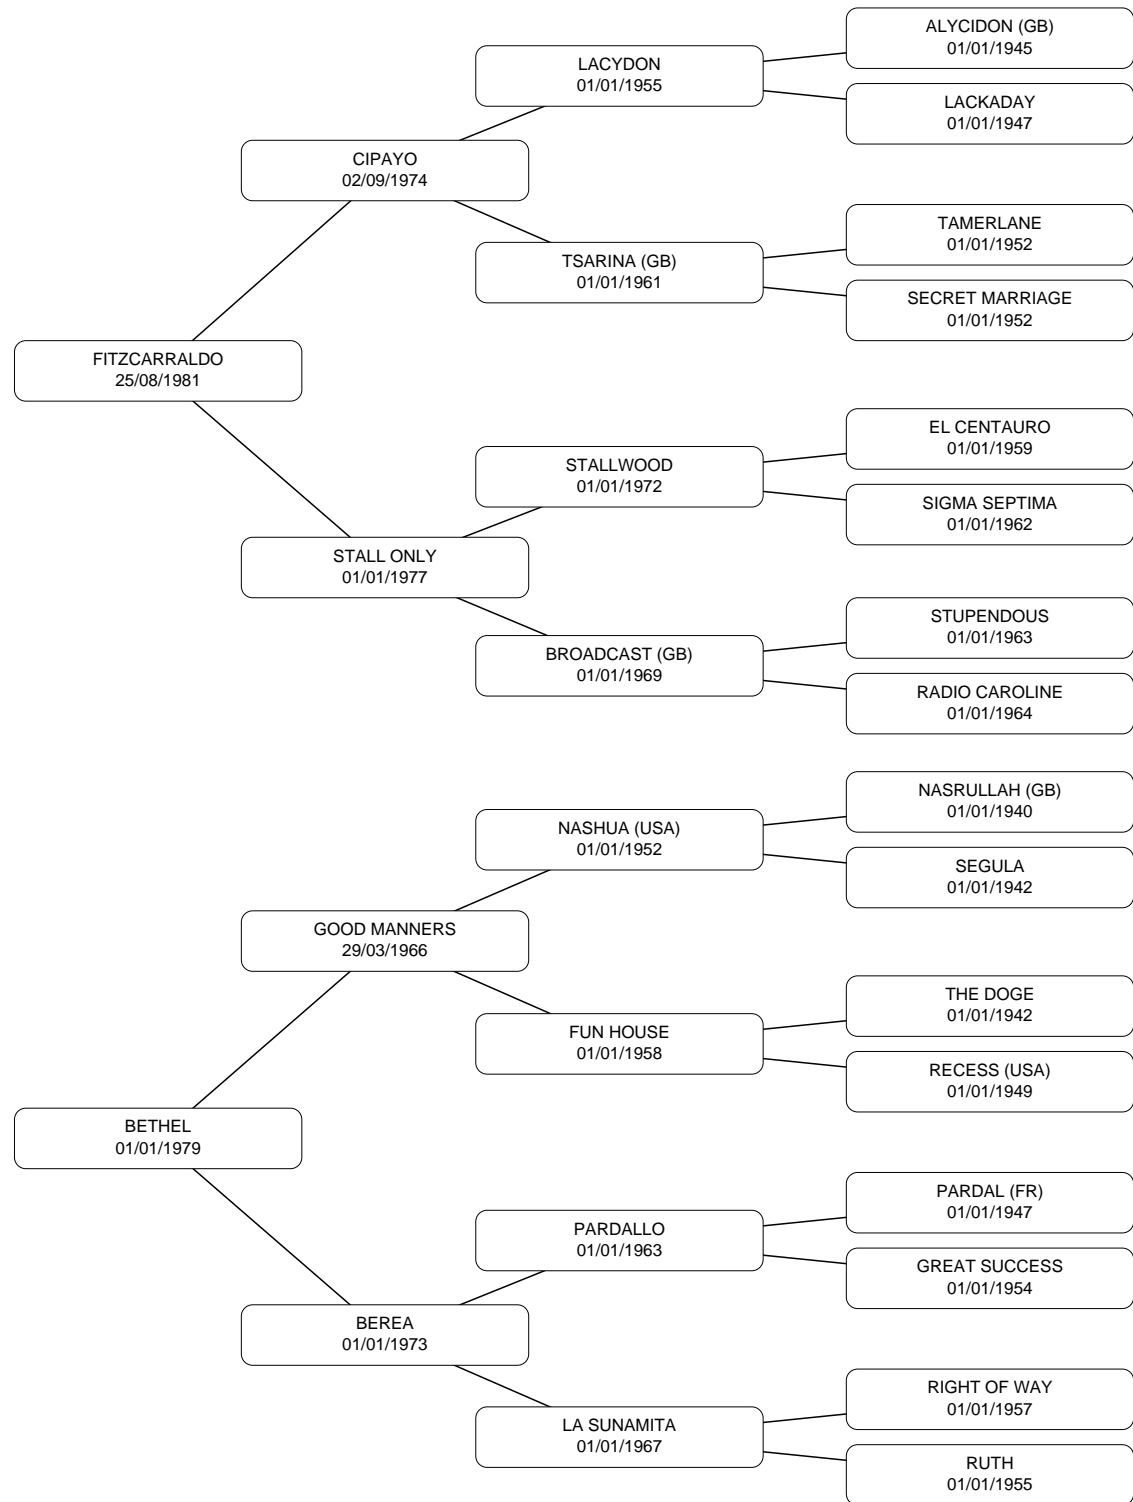 ALYCIDON (GB)
01/01/1945
LACYDON
01/01/1955
LACKADAY
01/01/1947
CIPAYO
02/09/1974
TAMERLANE
01/01/1952
TSARINA (GB)
01/01/1961
SECRET MARRIAGE
01/01/1952
FITZCARRALDO
25/08/1981
EL CENTAURO
01/01/1959
STALLWOOD
01/01/1972
SIGMA SEPTIMA
01/01/1962
STALL ONLY
01/01/1977
STUPENDOUS
01/01/1963
BROADCAST (GB)
01/01/1969
RADIO CAROLINE
01/01/1964
NASRULLAH (GB)
01/01/1940
NASHUA (USA)
01/01/1952
SEGULA
01/01/1942
GOOD MANNERS
29/03/1966
THE DOGE
01/01/1942
FUN HOUSE
01/01/1958
RECESS (USA)
01/01/1949
BETHEL
01/01/1979
PARDAL (FR)
01/01/1947
PARDALLO
01/01/1963
GREAT SUCCESS
01/01/1954
BEREA
01/01/1973
RIGHT OF WAY
01/01/1957
LA SUNAMITA
01/01/1967
RUTH
01/01/1955